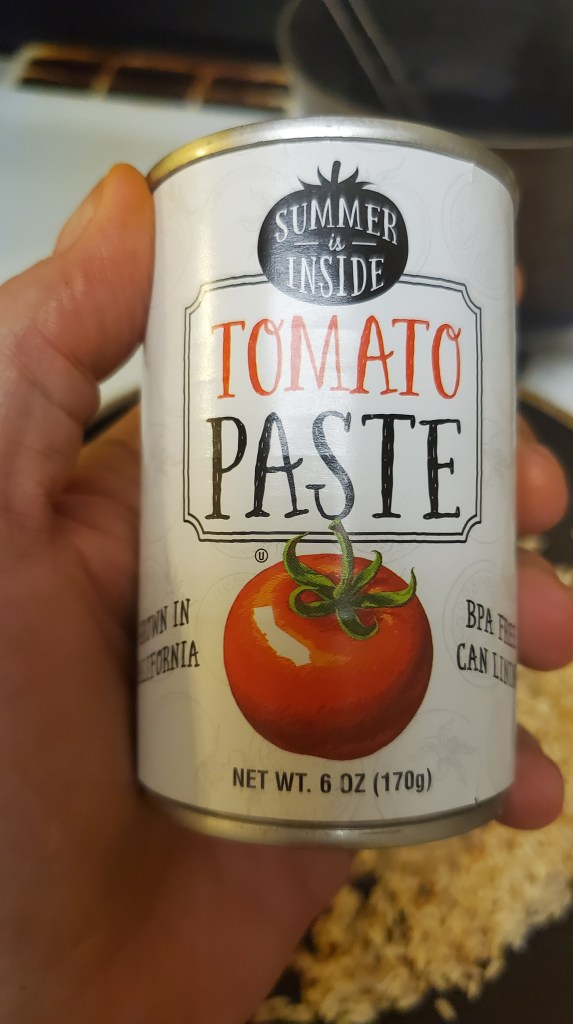 SUMMER
is
INSIDE
TOMATO
PASTE
U
IN
BPA
CAN
NET WT. 6 OZ (170g)